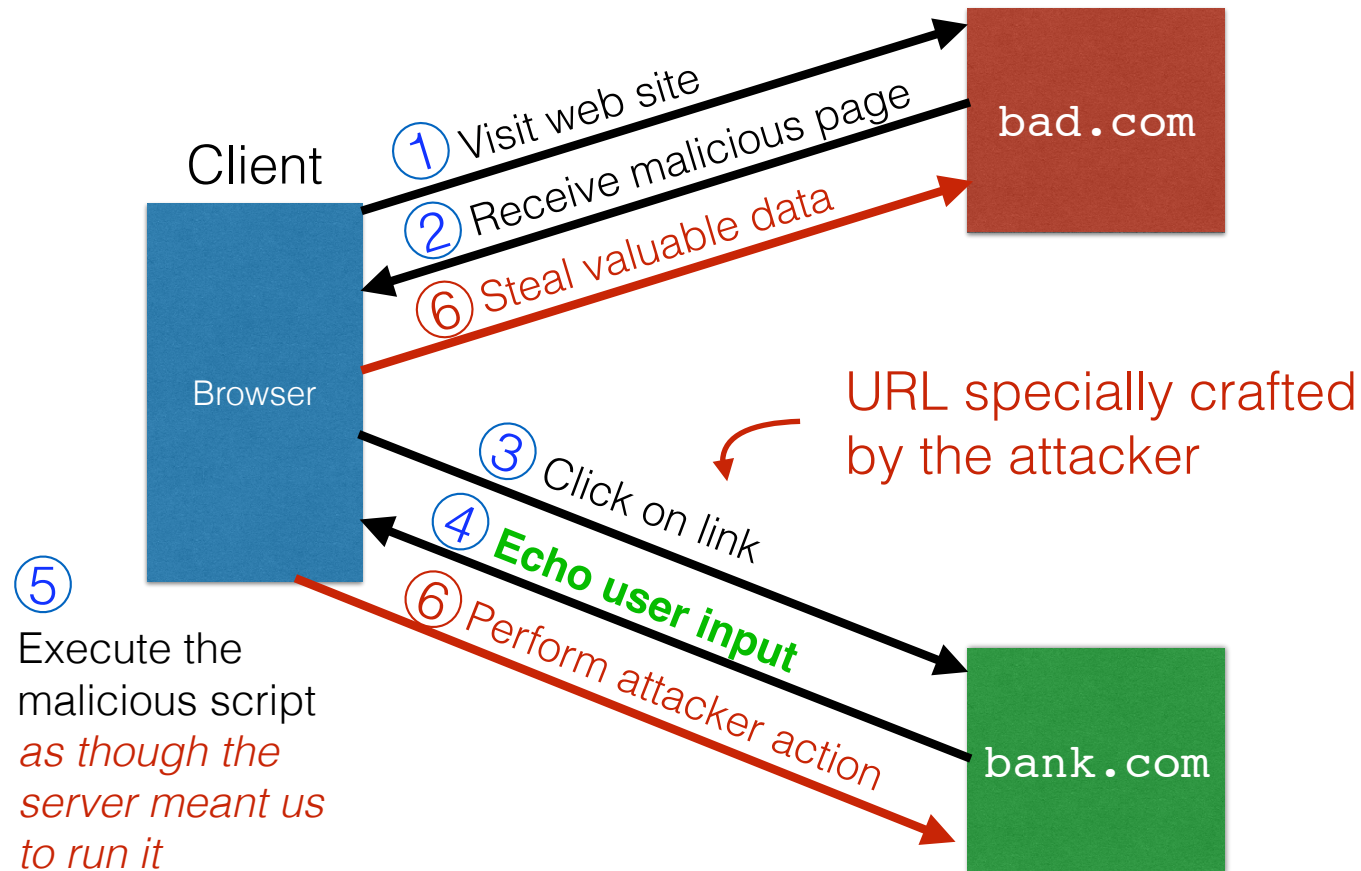 ① Visit web site
② Receive malicious page
⑥ Steal valuable data
bad.com
Client
Browser
URL specially crafted
by the attacker
③ Click on link
④ Echo user input
⑥ Perform attacker action
bank.com
⑤
Execute the
malicious script
as though the
server meant us
to run it